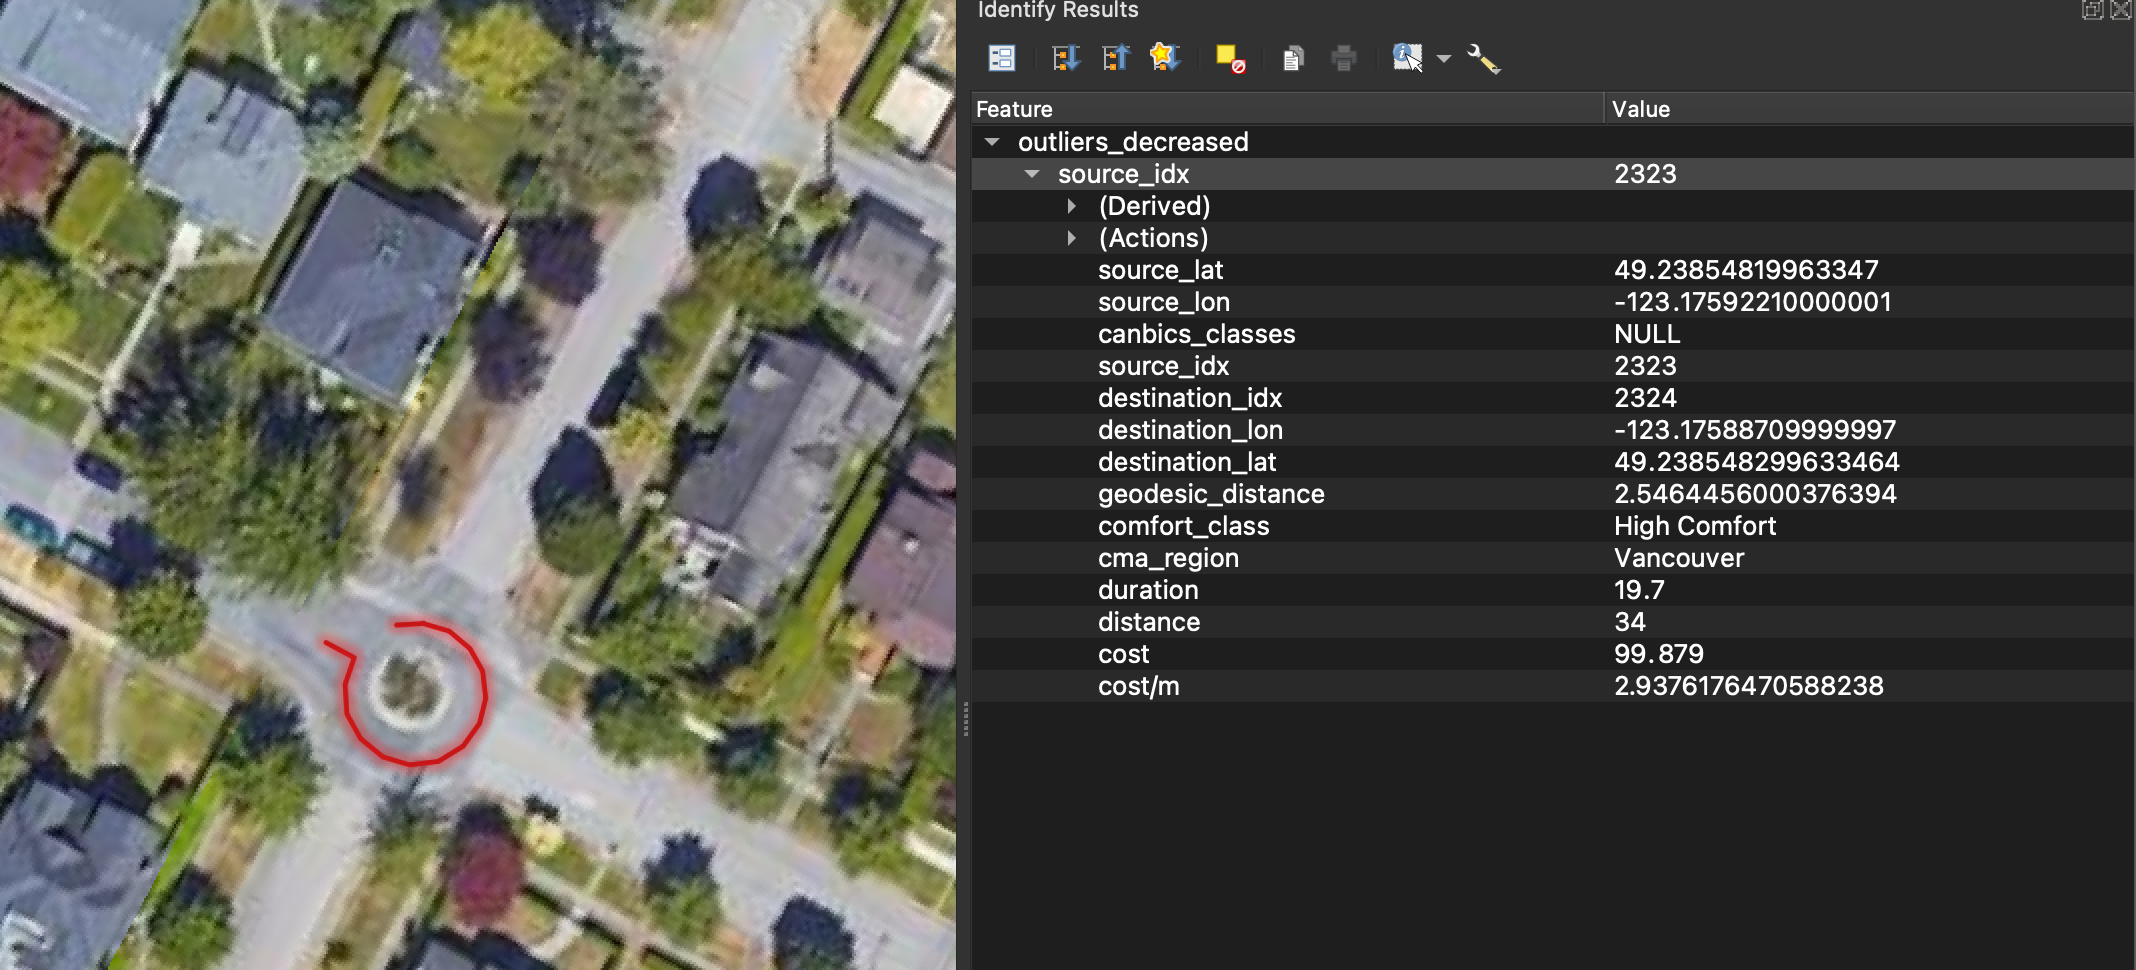 Identify Results
Feature Value
outliers_decreased
source_idx 2323
(Derived)
(Actions)
source_lat 49.23854819963347
source_lon -123.17592210000001
canbics_classes NULL
source_idx 2323
destination_idx 2324
destination_lon -123.17588709999997
destination_lat 49.238548299633464
geodesic_distance 2.5464456000376394
comfort_class High Comfort
cma_region Vancouver
duration 19.7
distance 34
cost 99.879
cost/m 2.9376176470588238